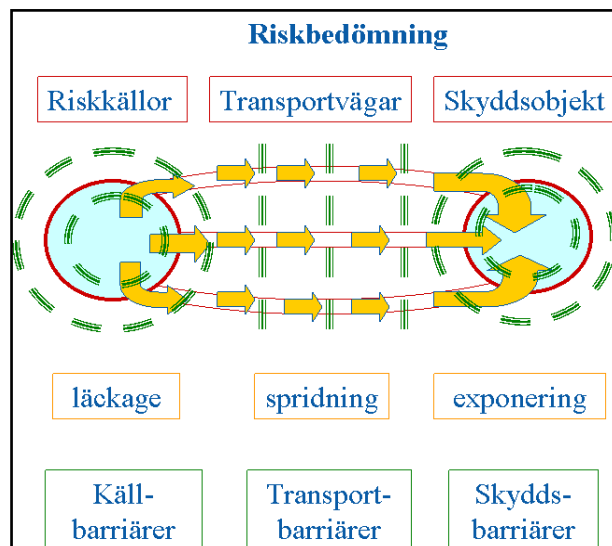 Riskbedömning
Riskkällor Transportvägar Skyddsobjekt
läckage spridning exponering
Käll- Transport- Skydds-
barriärer barriärer barriärer